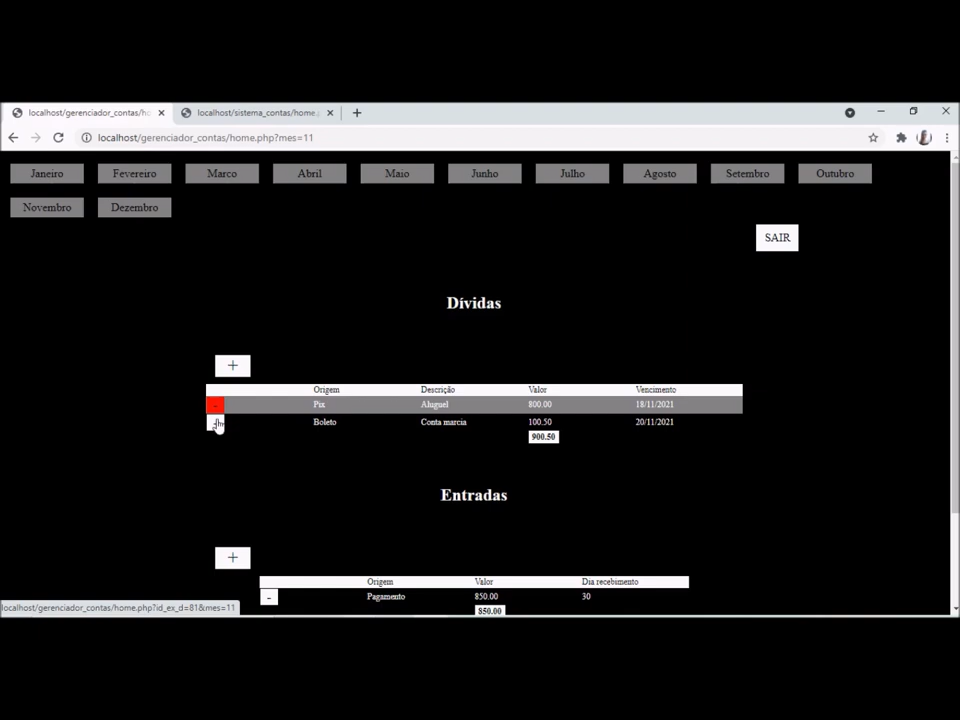 localhost/gerenciador_contas/ho
localhost/sistema_contas/home.
localhost/gerenciador_contas/home.php?mes=11
Janeiro Fevereiro Marco Abril Maio Junho Julho Agosto Setembro Outubro
Novembro Dezembro
SAIR
Dívidas
+
Origem Descrição Valor Vencimento
- Pix Aluguel 800.00 18/11/2021
Boleto Conta marcia 100.50 20/11/2021
900.50
Entradas
+
Origem Valor Dia recebimento
- Pagamento 850.00 30
850.00
localhost/gerenciador_contas/home.php?id_ex_d=81&mes=11